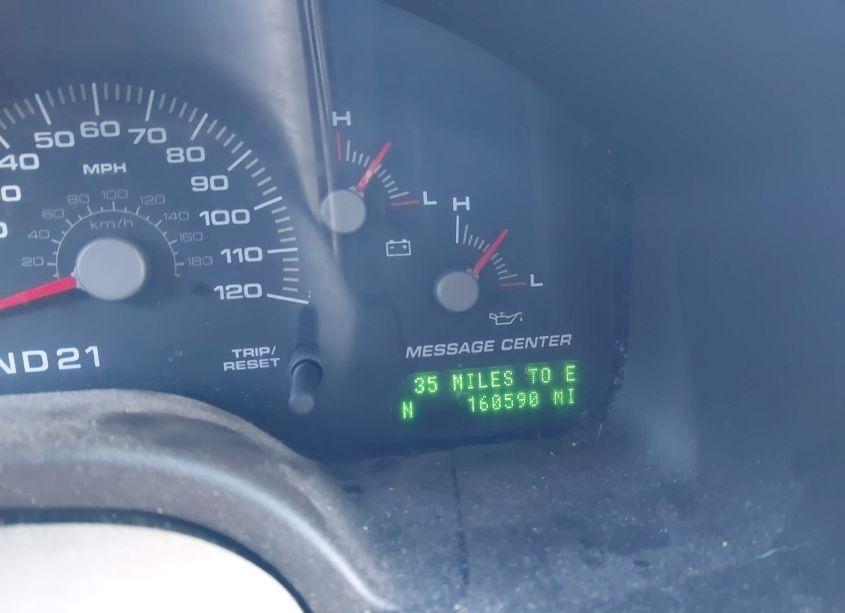 40 50 60 70 80 90 100 110 120
MPH
20 40 60 80 100 120 140 160 180
km/h
H
L
H
L
ND21
TRIP/
RESET
MESSAGE CENTER
35 MILES TO E
N 160590 MI